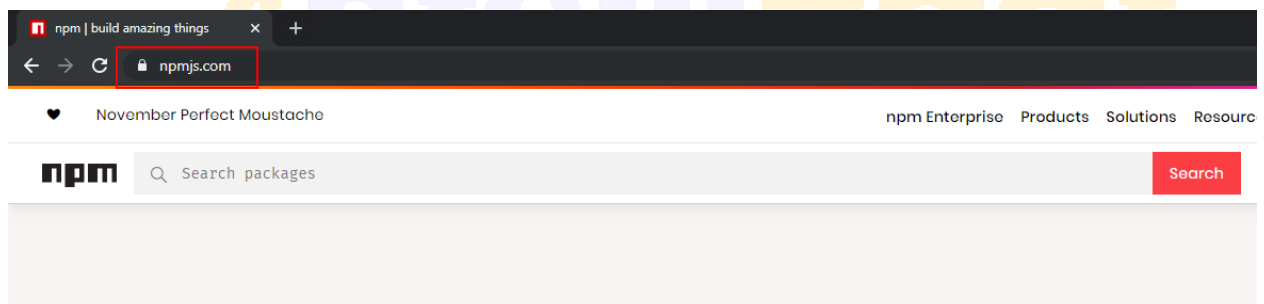 npm | build amazing things
npmjs.com
November Perfect Moustache
npm Enterprise Products Solutions
npm Search packages Search